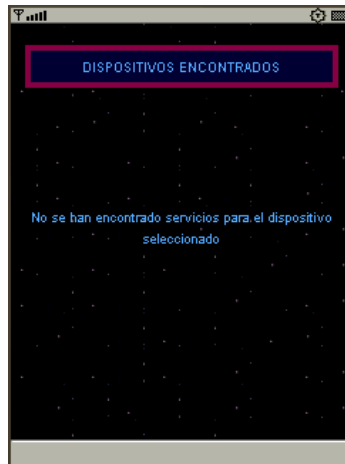 DISPOSITIVOS ENCONTRADOS
No se han encontrado servicios para el dispositivo
seleccionado